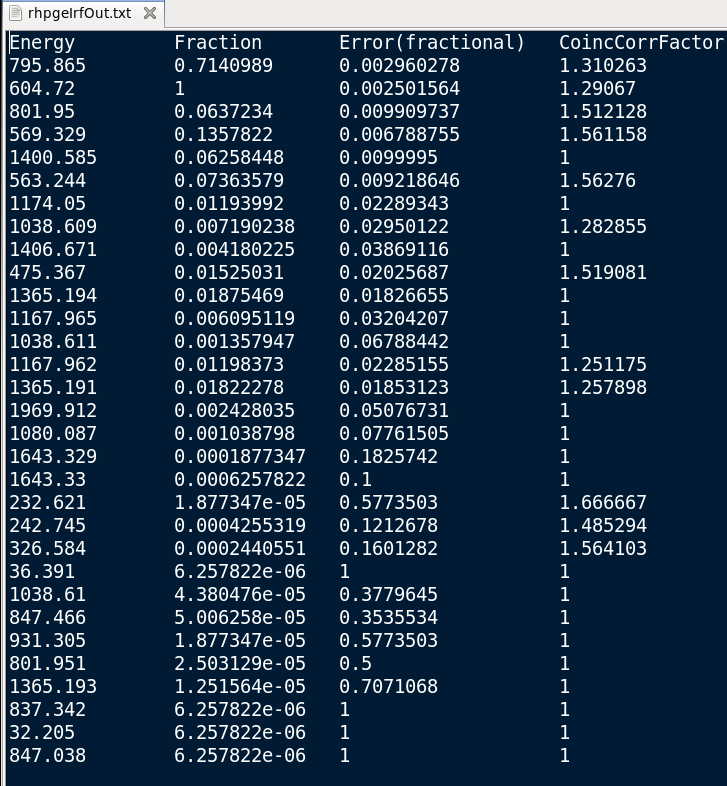 rhpgeIrfOut.txt
Energy Fraction Error(fractional) CoincCorrFactor
795.865 0.7140989 0.002960278 1.310263
604.72 1 0.002501564 1.29067
801.95 0.0637234 0.009909737 1.512128
569.329 0.1357822 0.006788755 1.561158
1400.585 0.06258448 0.0099995 1
563.244 0.07363579 0.009218646 1.56276
1174.05 0.01193992 0.02289343 1
1038.609 0.007190238 0.02950122 1.282855
1406.671 0.004180225 0.03869116 1
475.367 0.01525031 0.02025687 1.519081
1365.194 0.01875469 0.01826655 1
1167.965 0.006095119 0.03204207 1
1038.611 0.001357947 0.06788442 1
1167.962 0.01198373 0.02285155 1.251175
1365.191 0.01822278 0.01853123 1.257898
1969.912 0.002428035 0.05076731 1
1080.087 0.001038798 0.07761505 1
1643.329 0.0001877347 0.1825742 1
1643.33 0.0006257822 0.1 1
232.621 1.877347e-05 0.5773503 1.666667
242.745 0.0004255319 0.1212678 1.485294
326.584 0.0002440551 0.1601282 1.564103
36.391 6.257822e-06 1 1
1038.61 4.380476e-05 0.3779645 1
847.466 5.006258e-05 0.3535534 1
931.305 1.877347e-05 0.5773503 1
801.951 2.503129e-05 0.5 1
1365.193 1.251564e-05 0.7071068 1
837.342 6.257822e-06 1 1
32.205 6.257822e-06 1 1
847.038 6.257822e-06 1 1